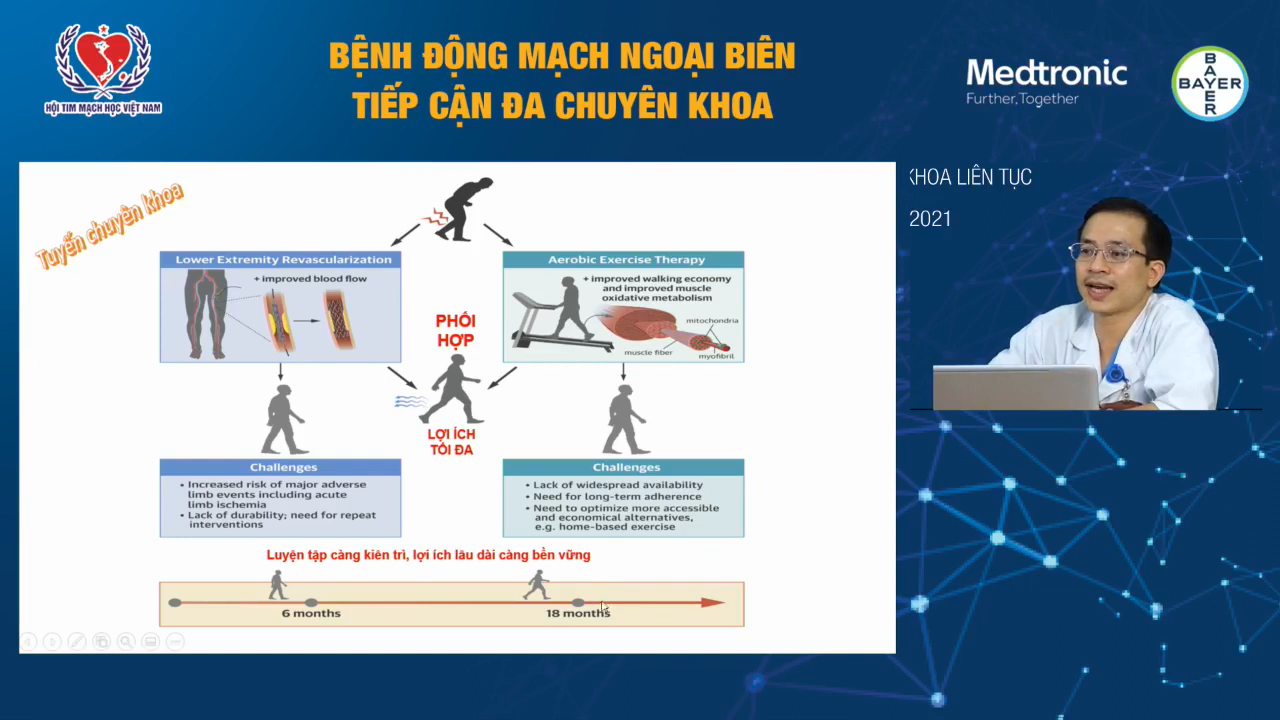 BỆNH ĐỘNG MẠCH NGOẠI BIÊN
TIẾP CẬN ĐA CHUYÊN KHOA
HỘI TIM MẠCH HỌC VIỆT NAM
Medtronic
Further, Together
BAYER
BAYER
KHOA LIÊN TỤC
2021
Tuyến chuyên khoa
Lower Extremity Revascularization
+ improved blood flow
Aerobic Exercise Therapy
+ improved walking economy
and improved muscle
oxidative metabolism
mitochondria
muscle fiber
myofibril
PHỐI
HỢP
LỢI ÍCH
TỐI ĐA
Challenges
• Increased risk of major adverse
limb events including acute
limb ischemia
• Lack of durability; need for repeat
interventions
Challenges
• Lack of widespread availability
• Need for long-term adherence
• Need to optimize more accessible
and economical alternatives,
e.g. home-based exercise
Luyện tập càng kiên trì, lợi ích lâu dài càng bền vững
6 months
18 months